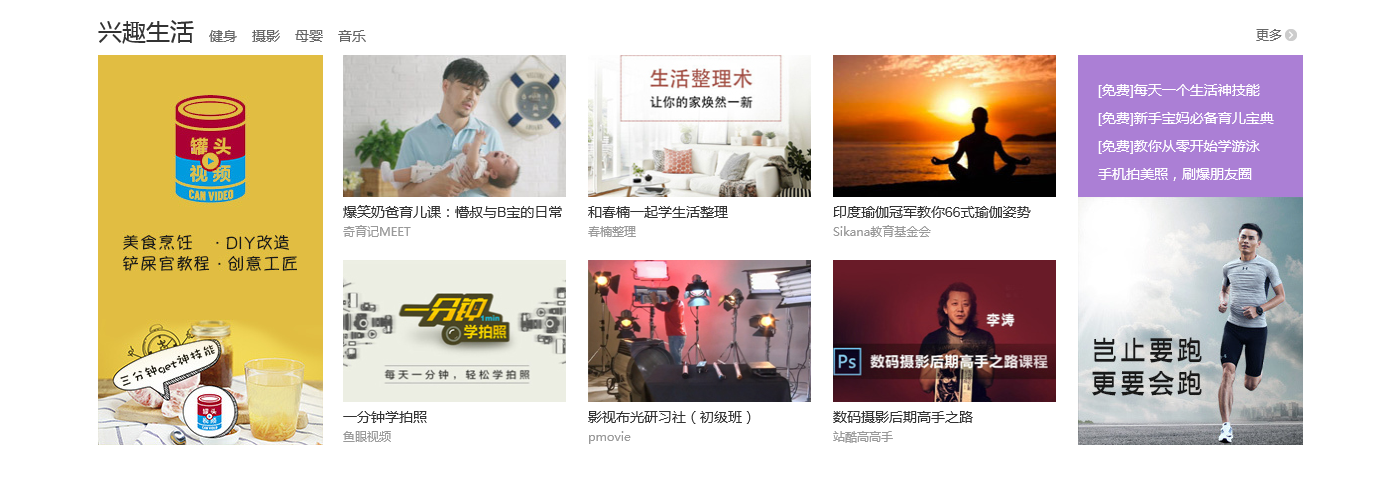 兴趣生活
健身 摄影 母婴 音乐
更多
罐头
视频
CAN VIDEO
美食烹饪 ·DIY改造
铲屎官教程·创意工匠
三分钟get神技能
罐头
视频
CAN VIDEO
爆笑奶爸育儿课：懵叔与B宝的日常
奇育记MEET
生活整理术
让你的家焕然一新
和春楠一起学生活整理
春楠整理
印度瑜伽冠军教你66式瑜伽姿势
Sikana教育基金会
一分钟
1min
学拍照
每天一分钟，轻松学拍照
一分钟学拍照
鱼眼视频
影视布光研习社（初级班）
pmovie
李涛
Ps 数码摄影后期高手之路课程
数码摄影后期高手之路
站酷高高手
[免费]每天一个生活神技能
[免费]新手宝妈必备育儿宝典
[免费]教你从零开始学游泳
手机拍美照，刷爆朋友圈
岂止要跑
更要会跑